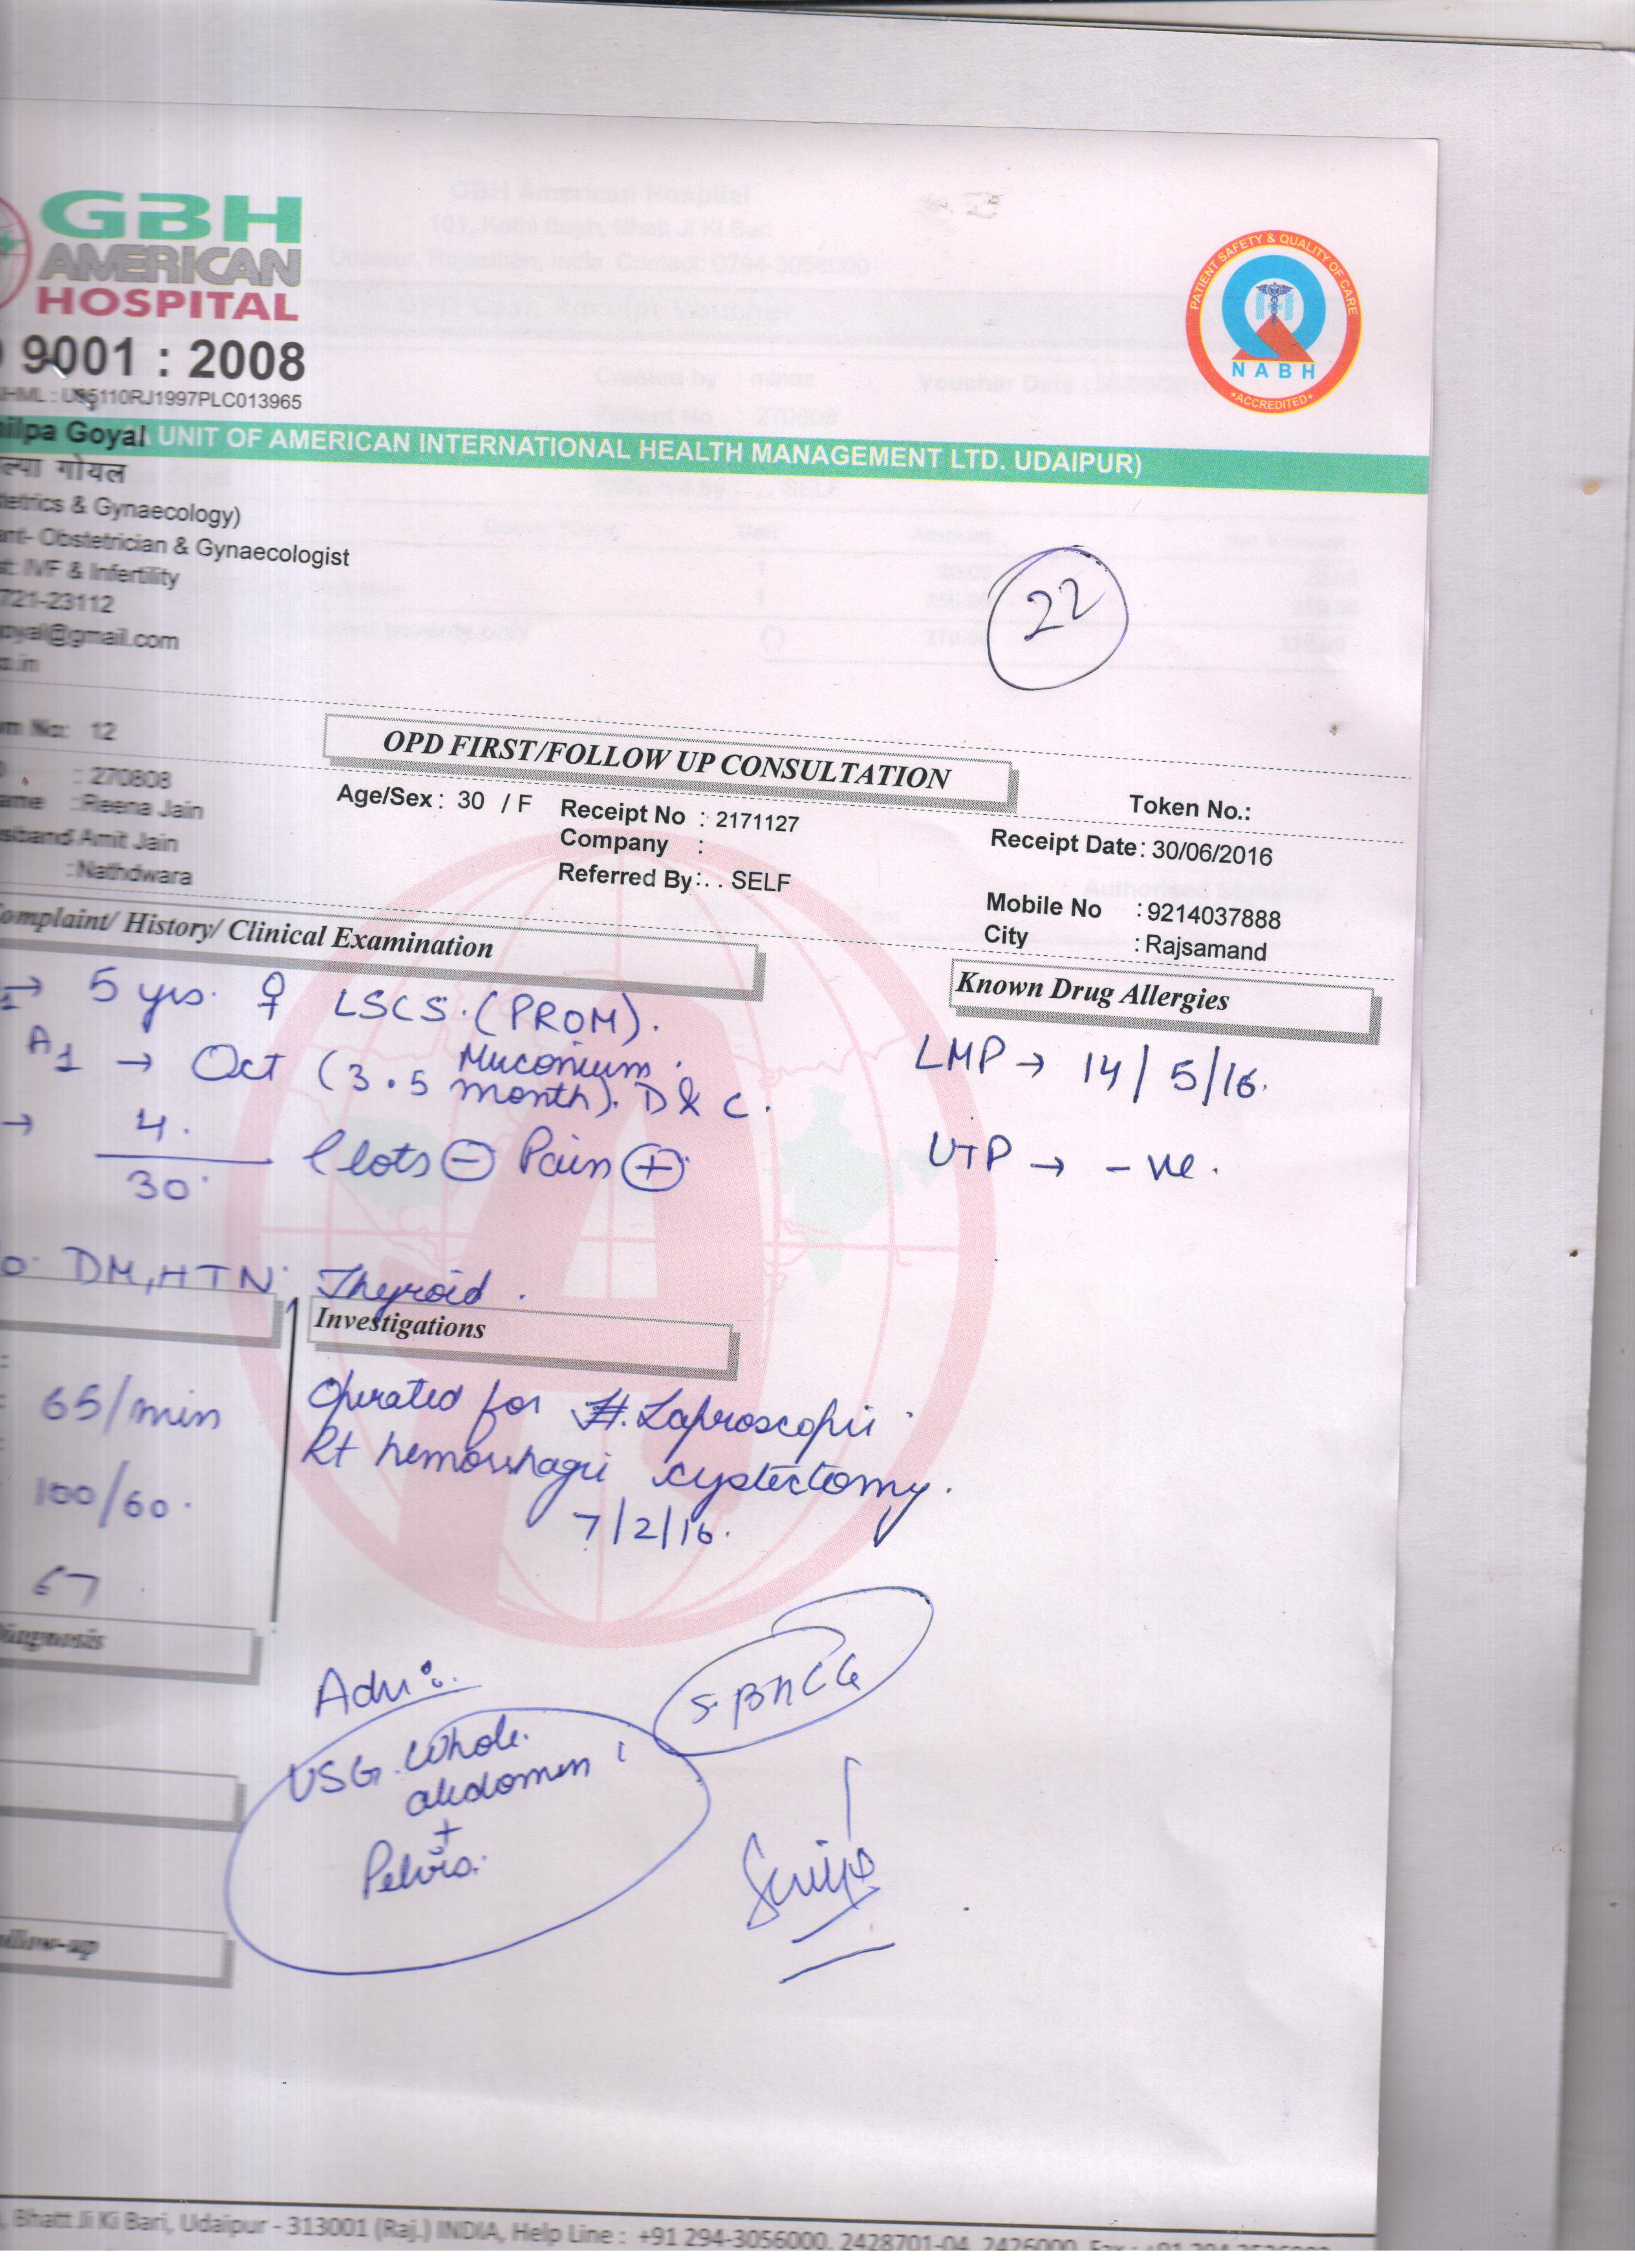 GBH
AMERICAN
HOSPITAL
9001 : 2008
U85110RJ1997PLC013965
PATIENT SAFETY & QUALITY OF CARE
NABH
ACCREDITED
UNIT OF AMERICAN INTERNATIONAL HEALTH MANAGEMENT LTD. UDAIPUR)
Goyal
गोयल
& Gynaecology)
Obstetrician & Gynaecologist
IVF & Infertility
721-23112
oyal@gmail.com
22
No: 12
OPD FIRST/FOLLOW UP CONSULTATION
Token No.:
: 270808
Age/Sex : 30 / F Receipt No : 2171127
Receipt Date : 30/06/2016
: Reena Jain
Company :
Amit Jain
Referred By : . . SELF
Mobile No : 9214037888
: Nathdwara
City : Rajsamand
omplaint/ History/ Clinical Examination
Known Drug Allergies
→ 5 yrs. ♀ LSCS. (PROM).
Muconium.
A1 → Oct (3.5 month). D & C.
LMP → 14/5/16.
→ 4.
30
Clots ⊖ Pain ⊕
UTP → -ve.
DM, HTN, Thyroid.
Investigations
65/min
Operated for Laproscopic
Rt hemorrhagic cystectomy.
7/2/16.
100/60.
67
Diagnosis
Adv:
S. βhCG
USG. Whole
abdomen
+
Pelvis.
ollow-up
Bhatt Ji Ki Bari, Udaipur - 313001 (Raj.) INDIA, Help Line : +91 294-3056000, 2428701-04, 2426000,